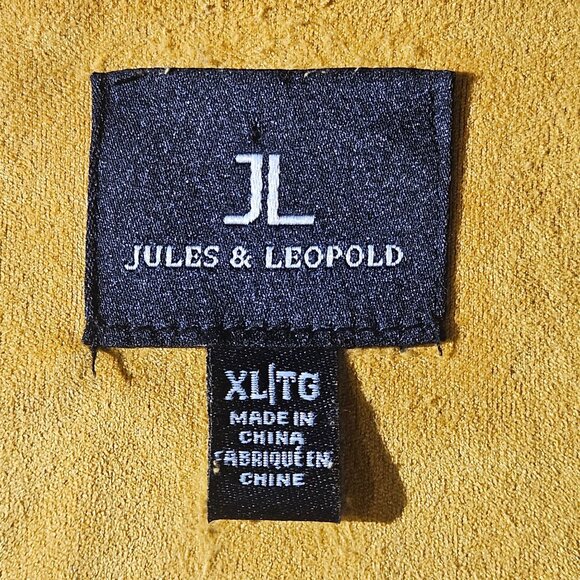 JL
JULES & LEOPOLD
XL|TG
MADE IN
CHINA
FABRIQUÉ EN
CHINE